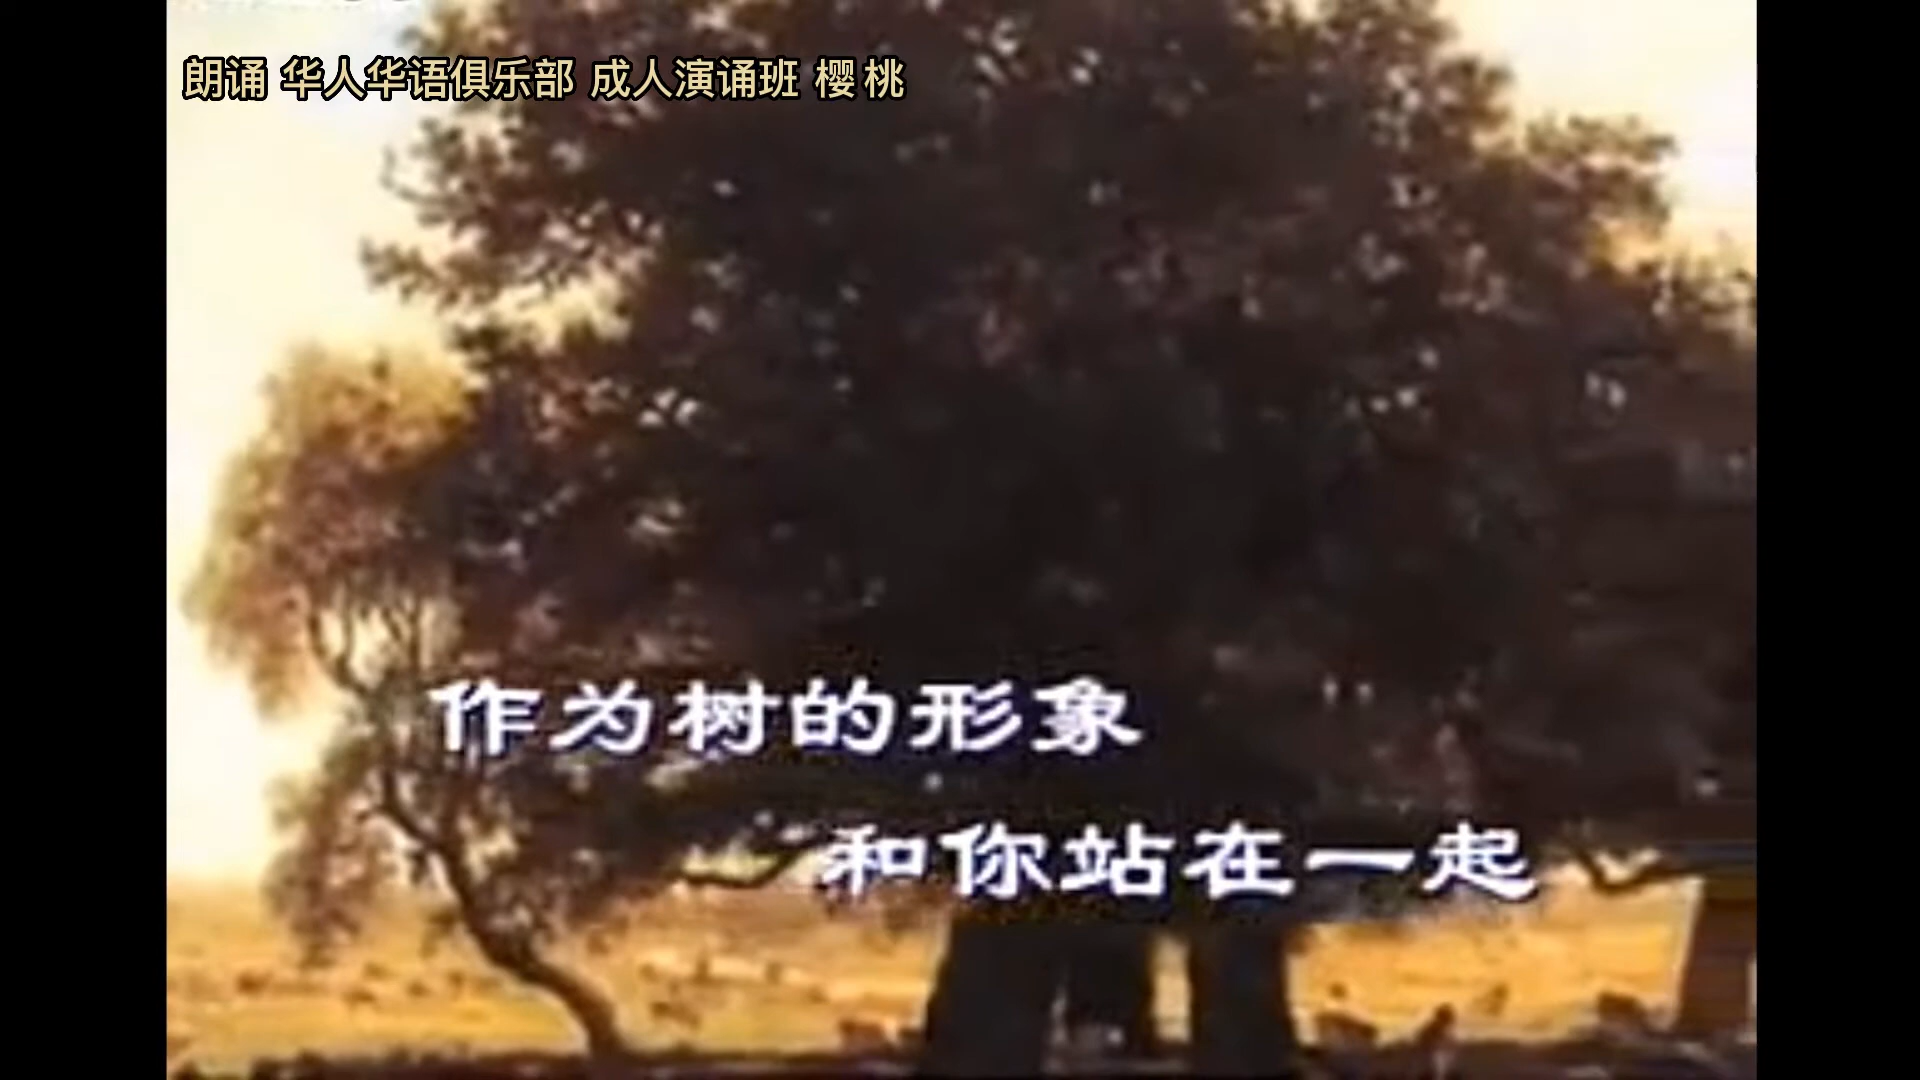 朗诵 华人华语俱乐部 成人演诵班 樱桃
作为树的形象
和你站在一起